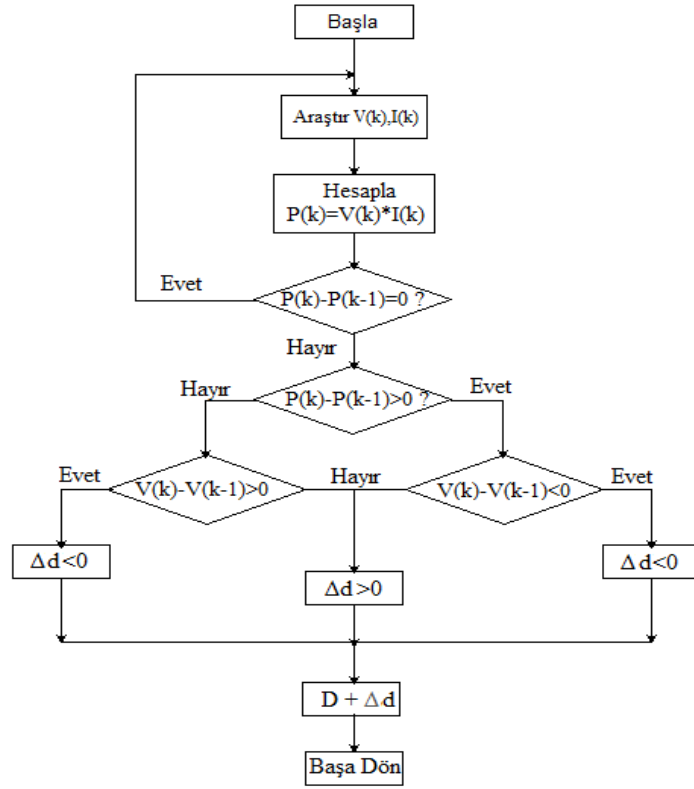 Başla
Araştır V(k),I(k)
Hesapla
P(k)=V(k)*I(k)
Evet
P(k)-P(k-1)=0 ?
Hayır
Hayır
P(k)-P(k-1)>0 ?
Evet
Evet
V(k)-V(k-1)>0
Hayır
V(k)-V(k-1)<0
Evet
Δd<0
Δd>0
Δd<0
D + Δd
Başa Dön